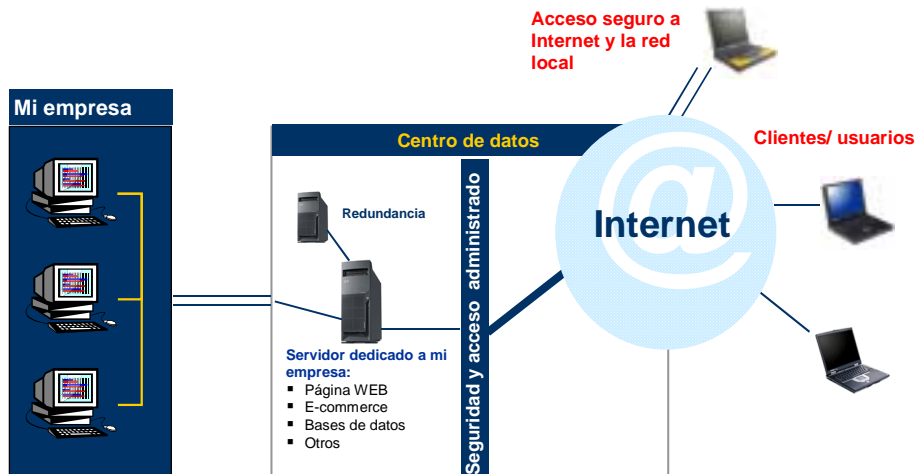 Acceso seguro a
Internet y la red
local
Mi empresa
Centro de datos
Clientes/ usuarios
Redundancia
@
Internet
Seguridad y acceso administrado
Servidor dedicado a mi
empresa:
▪ Página WEB
▪ E-commerce
▪ Bases de datos
▪ Otros